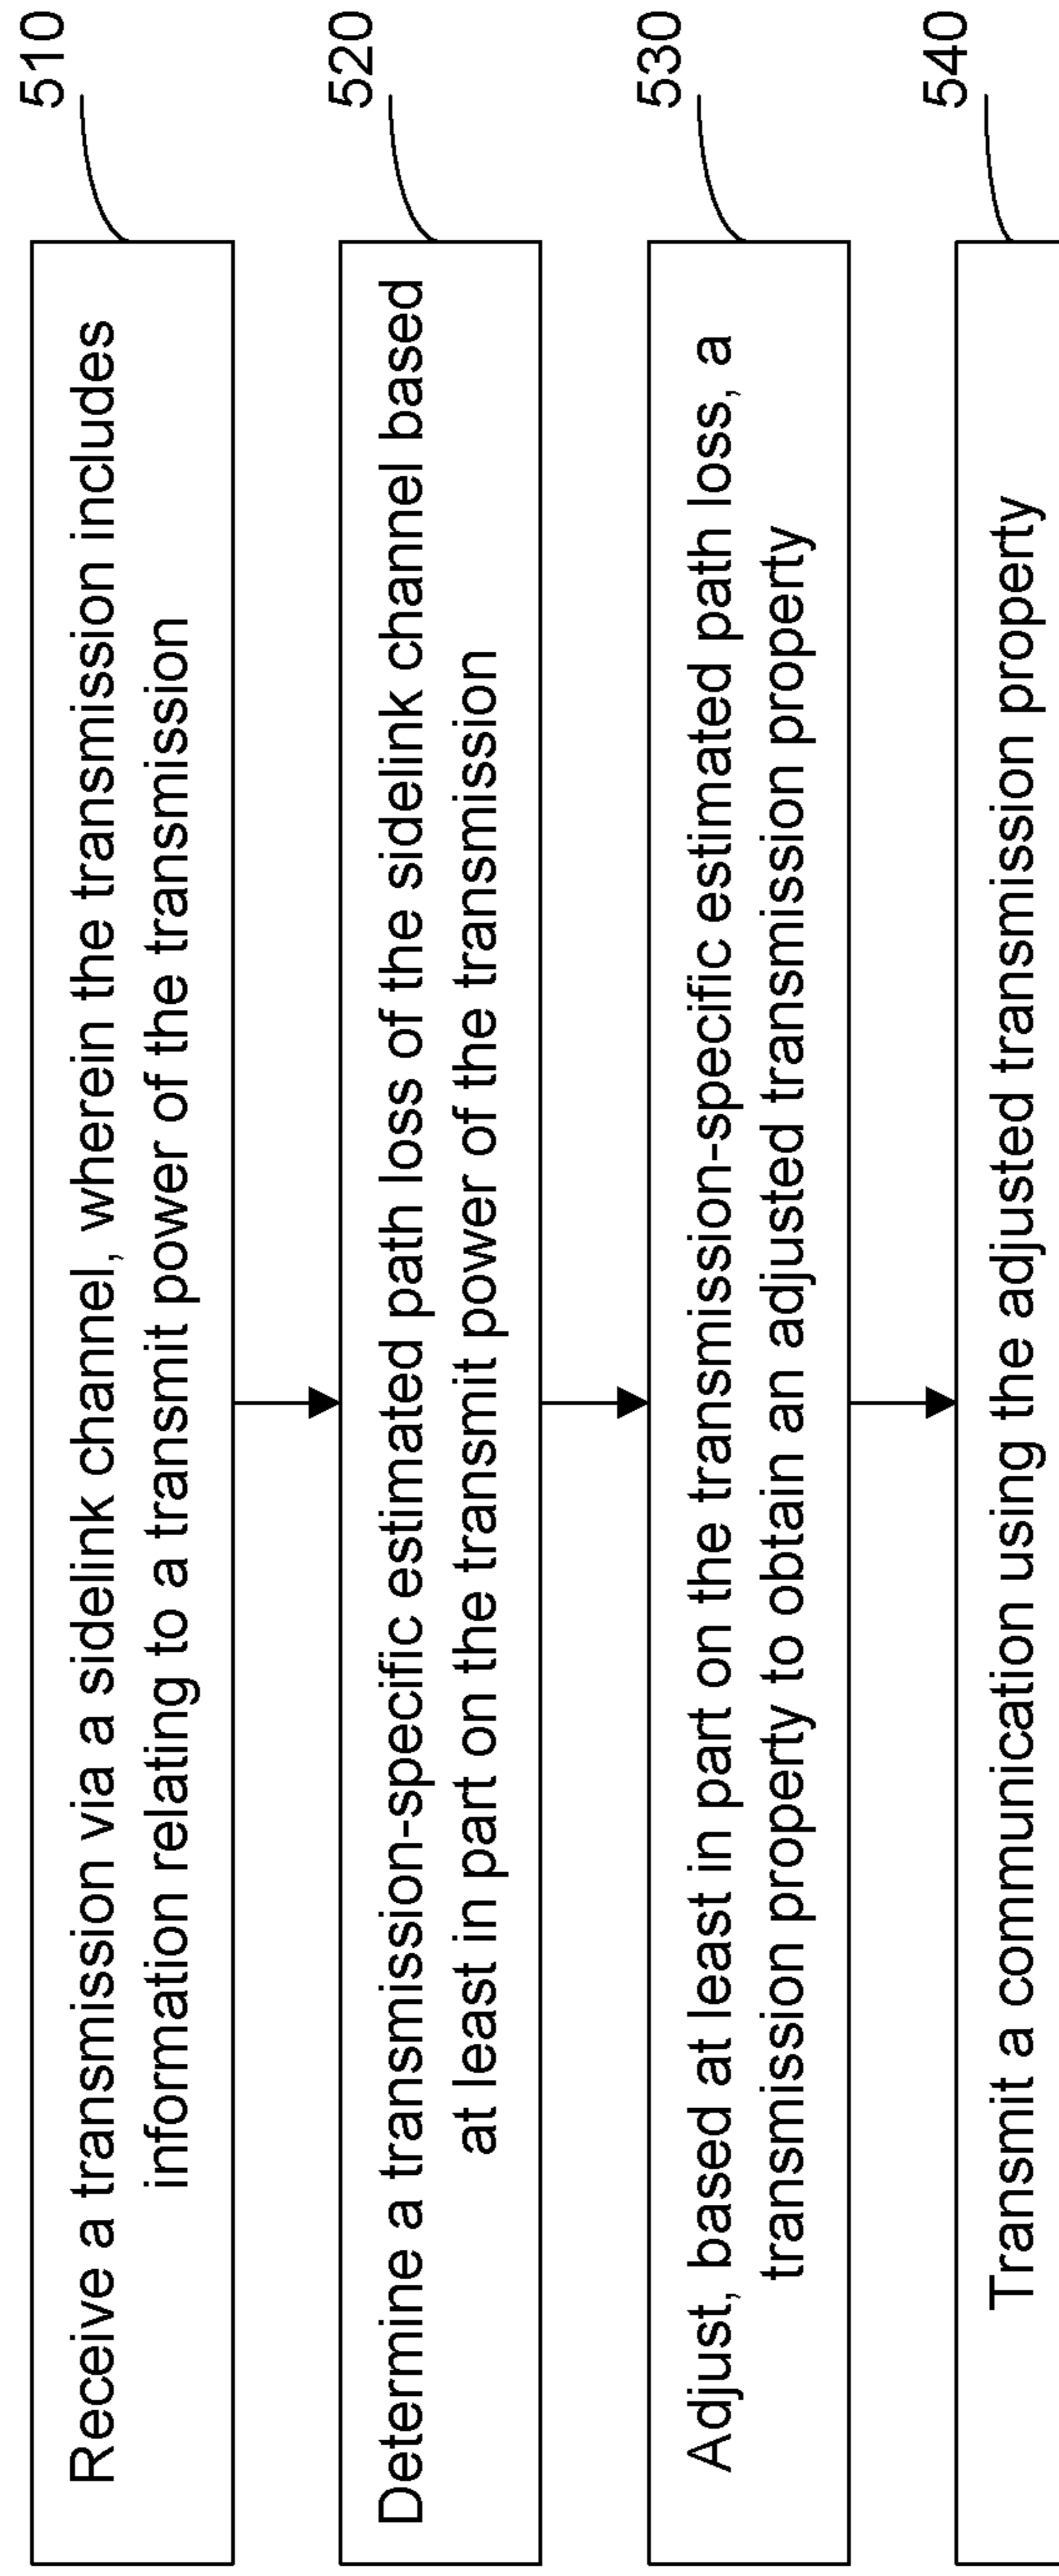 510
Receive a transmission via a sidelink channel, wherein the transmission includes
information relating to a transmit power of the transmission
520
Determine a transmission-specific estimated path loss of the sidelink channel based
at least in part on the transmit power of the transmission
530
Adjust, based at least in part on the transmission-specific estimated path loss, a
transmission property to obtain an adjusted transmission property
540
Transmit a communication using the adjusted transmission property